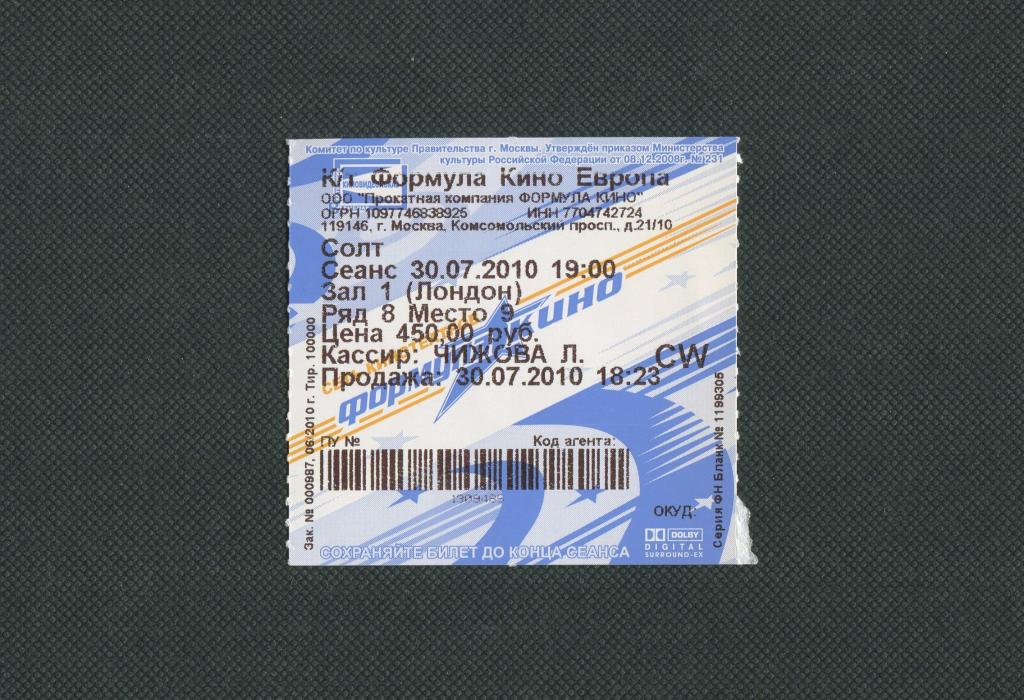 Комитет по культуре Правительства г. Москвы. Утверждён приказом Министерства
культуры Российской Федерации от 08.12.2008г. № 231
К/т Формула Кино Европа
ООО "Прокатная компания ФОРМУЛА КИНО"
ОГРН 1097746838925 ИНН 7704742724
119146, г. Москва, Комсомольский просп., д.21/10
Солт
Сеанс 30.07.2010 19:00
Зал 1 (Лондон)
Ряд 8 Место 9
Цена 450,00 руб.
Кассир: ЧИЖОВА Л. CW
Продажа: 30.07.2010 18:23
формула кино
ПУ № Код агента:
ОКУД:
DOLBY
DIGITAL
SURROUND-EX
СОХРАНЯЙТЕ БИЛЕТ ДО КОНЦА СЕАНСА
Зак. № 000987, 06/2010 г. Тир. 100000
Серия ФН Бланк № 1199305